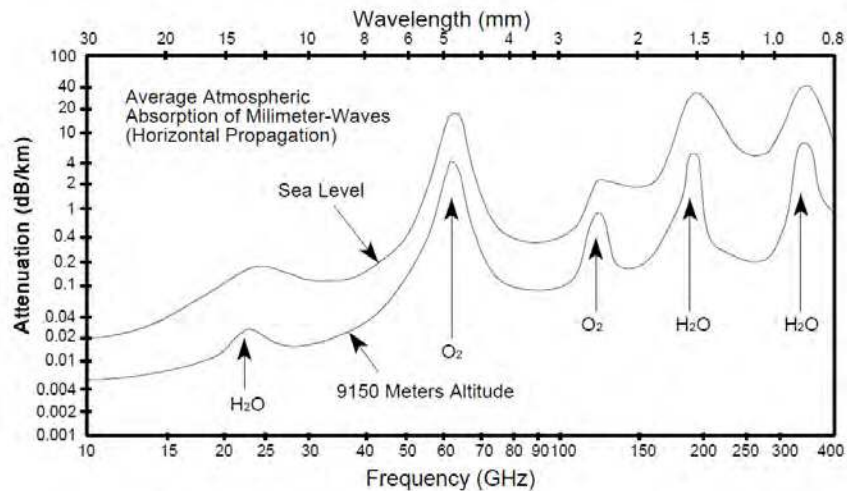 Wavelength (mm)
30 20 15 10 8 7 6 5 4 3 2 1.5 1.0 0.8
Attenuation (dB/km)
100
40
20
10
4
2
1
0.4
0.2
0.1
0.04
0.02
0.01
0.004
0.002
0.001
Average Atmospheric
Absorption of Milimeter-Waves
(Horizontal Propagation)
Sea Level
O₂
O₂
H₂O
H₂O
H₂O
9150 Meters Altitude
10 15 20 25 30 40 50 60 70 80 90 100 150 200 250 300 400
Frequency (GHz)